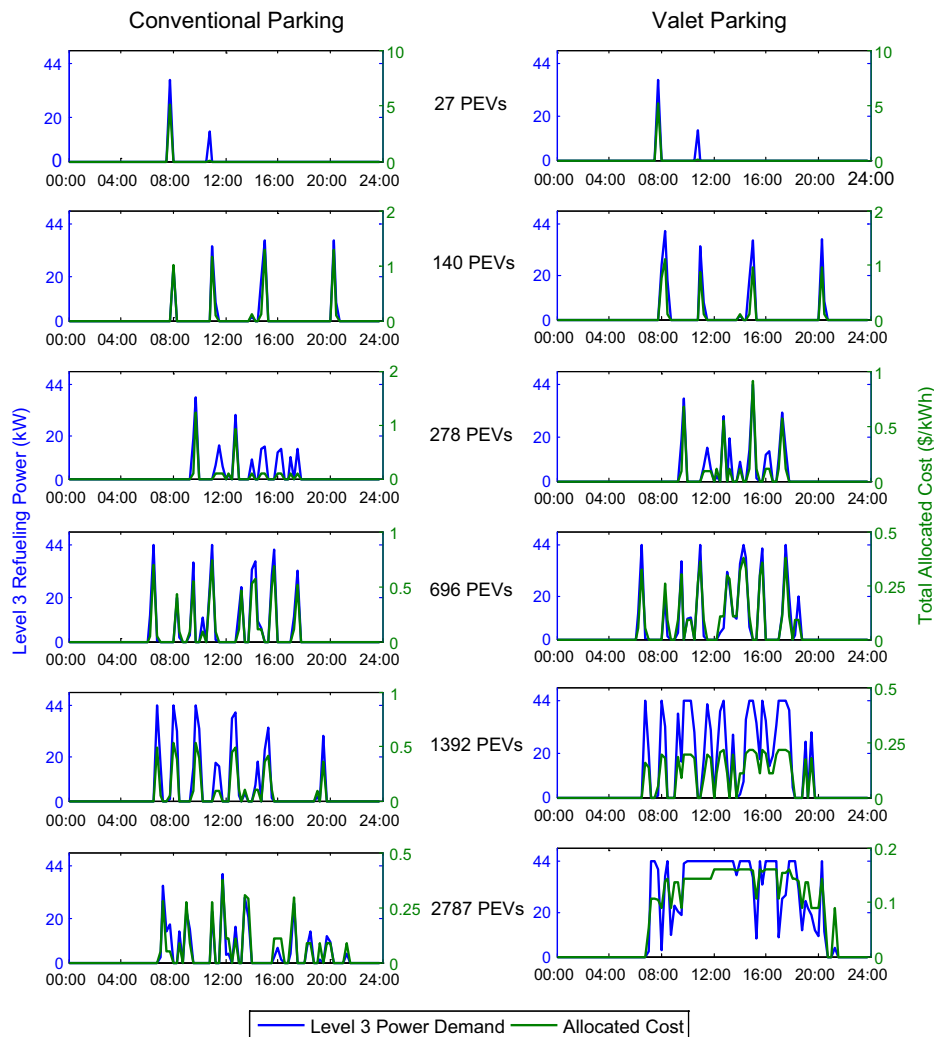 Conventional Parking Valet Parking
10 10
44 44
27 PEVs
20 5 20 5
0 0 0 0
00:00 04:00 08:00 12:00 16:00 20:00 24:00 00:00 04:00 08:00 12:00 16:00 20:00 24:00
2 2
44 44
140 PEVs
20 1 20 1
0 0 0 0
00:00 04:00 08:00 12:00 16:00 20:00 24:00 00:00 04:00 08:00 12:00 16:00 20:00 24:00
2 1
44 44
278 PEVs
20 1 20 0.5
0 0 0 0
00:00 04:00 08:00 12:00 16:00 20:00 24:00 00:00 04:00 08:00 12:00 16:00 20:00 24:00
Level 3 Refueling Power (kW)
Total Allocated Cost ($/kWh)
1 0.5
44 44
696 PEVs
20 0.5 20 0.25
0 0 0 0
00:00 04:00 08:00 12:00 16:00 20:00 24:00 00:00 04:00 08:00 12:00 16:00 20:00 24:00
1 0.5
44 44
1392 PEVs
20 0.5 20 0.25
0 0 0 0
00:00 04:00 08:00 12:00 16:00 20:00 24:00 00:00 04:00 08:00 12:00 16:00 20:00 24:00
0.5 0.2
44 44
2787 PEVs
20 0.25 20 0.1
0 0 0 0
00:00 04:00 08:00 12:00 16:00 20:00 24:00 00:00 04:00 08:00 12:00 16:00 20:00 24:00
Level 3 Power Demand Allocated Cost